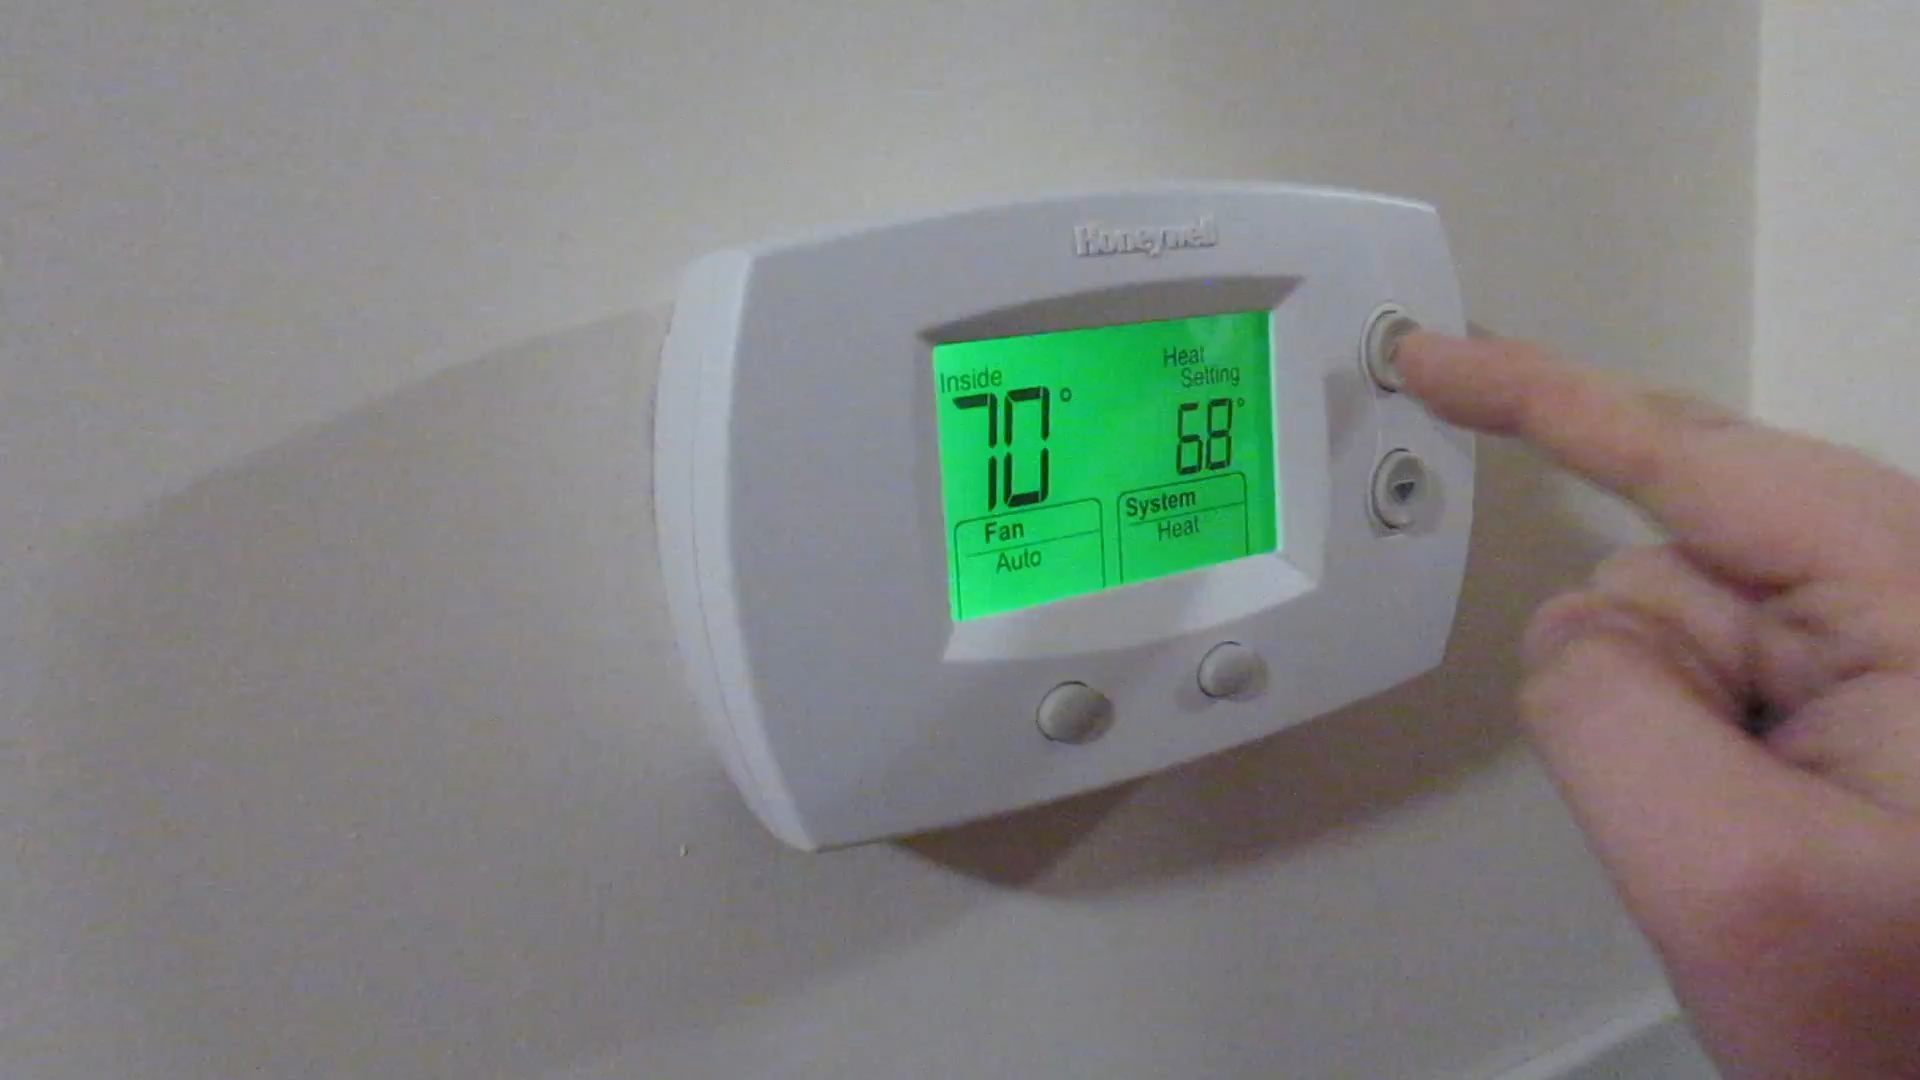 Honeywell
Inside
70°
Heat
Setting
68°
Fan
Auto
System
Heat